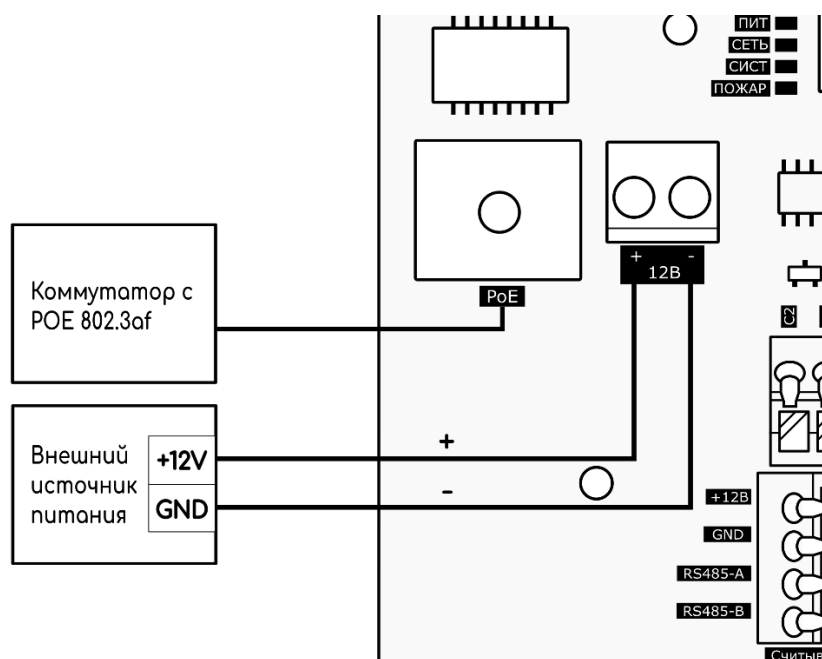 ПИТ
СЕТЬ
СИСТ
ПОЖАР
+ -
12В
PoE
Коммутатор с
POE 802.3af
C2
Внешний
источник
питания
+12V
GND
+
-
+12В
GND
RS485-A
RS485-B